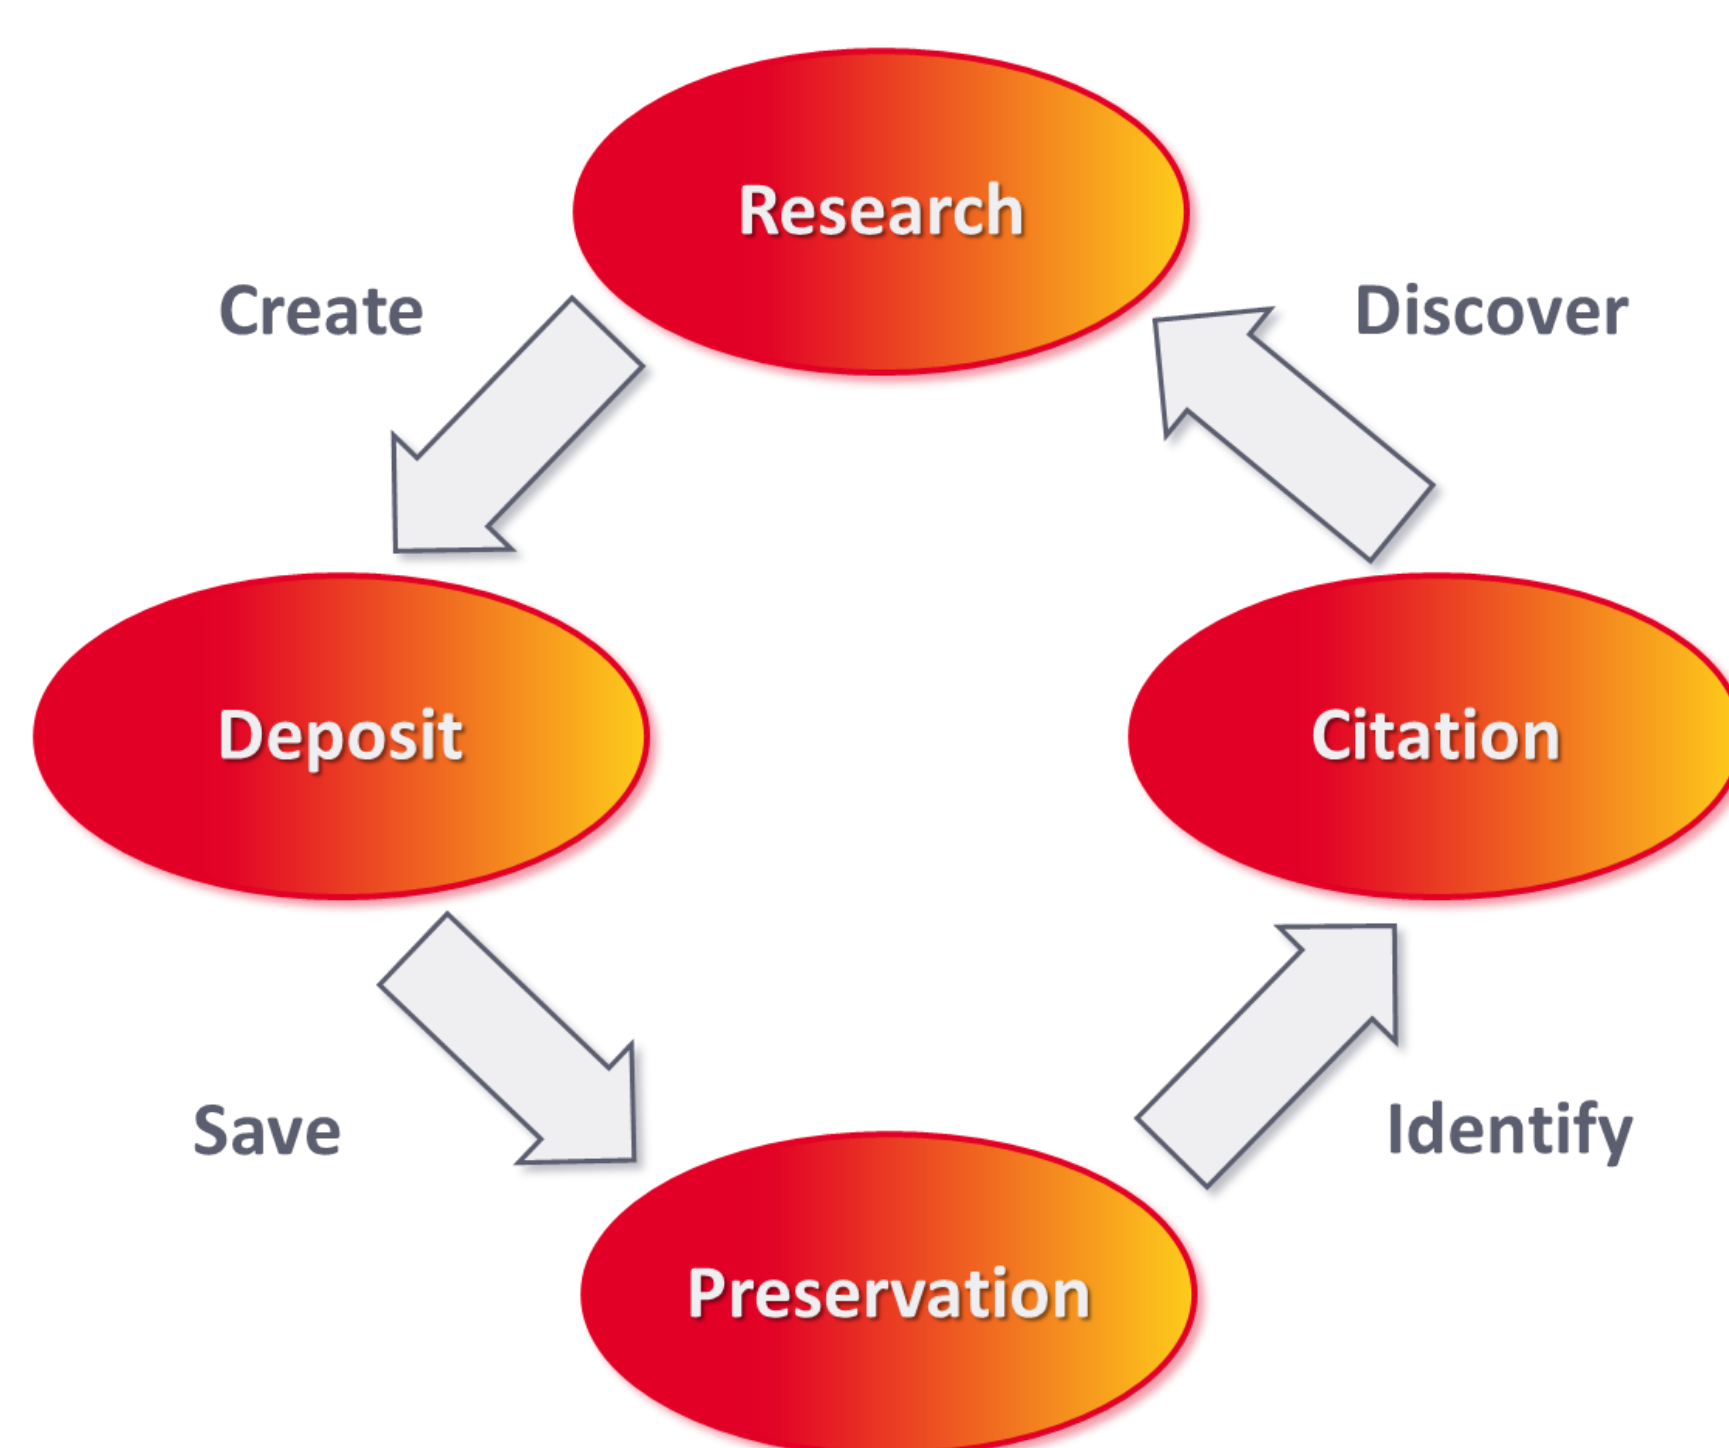 Research
Create
Discover
Deposit
Citation
Save
Identify
Preservation